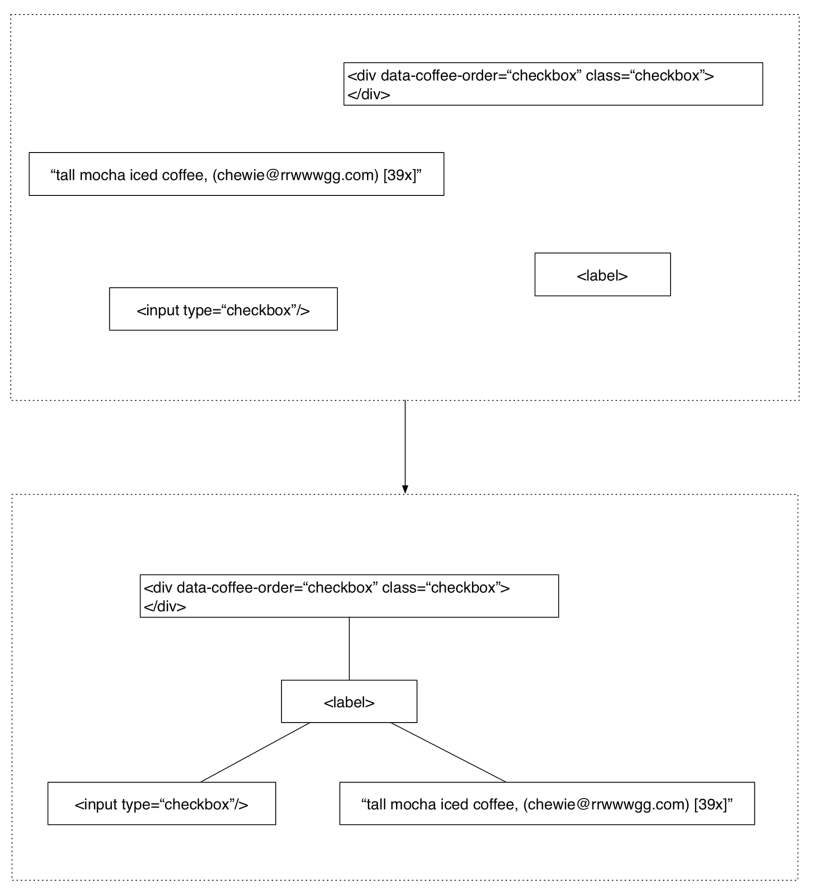 <div data-coffee-order=“checkbox” class=“checkbox”>
</div>
“tall mocha iced coffee, (chewie@rrwwwgg.com) [39x]”
<label>
<input type=“checkbox”/>
<div data-coffee-order=“checkbox” class=“checkbox”>
</div>
<label>
<input type=“checkbox”/>
“tall mocha iced coffee, (chewie@rrwwwgg.com) [39x]”